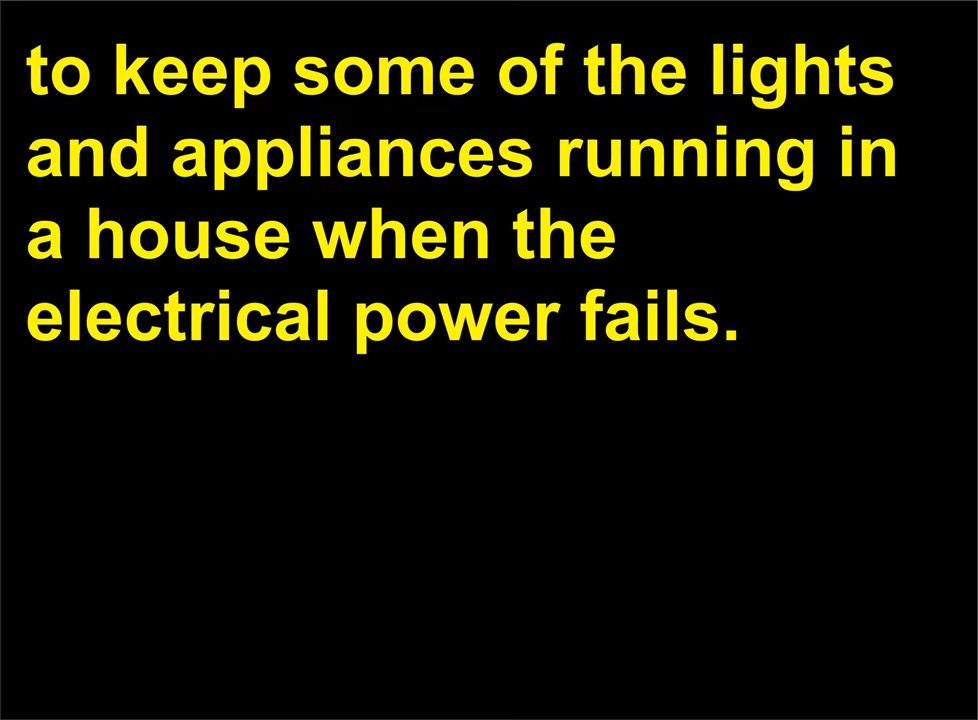 to keep some of the lights
and appliances running in
a house when the
electrical power fails.